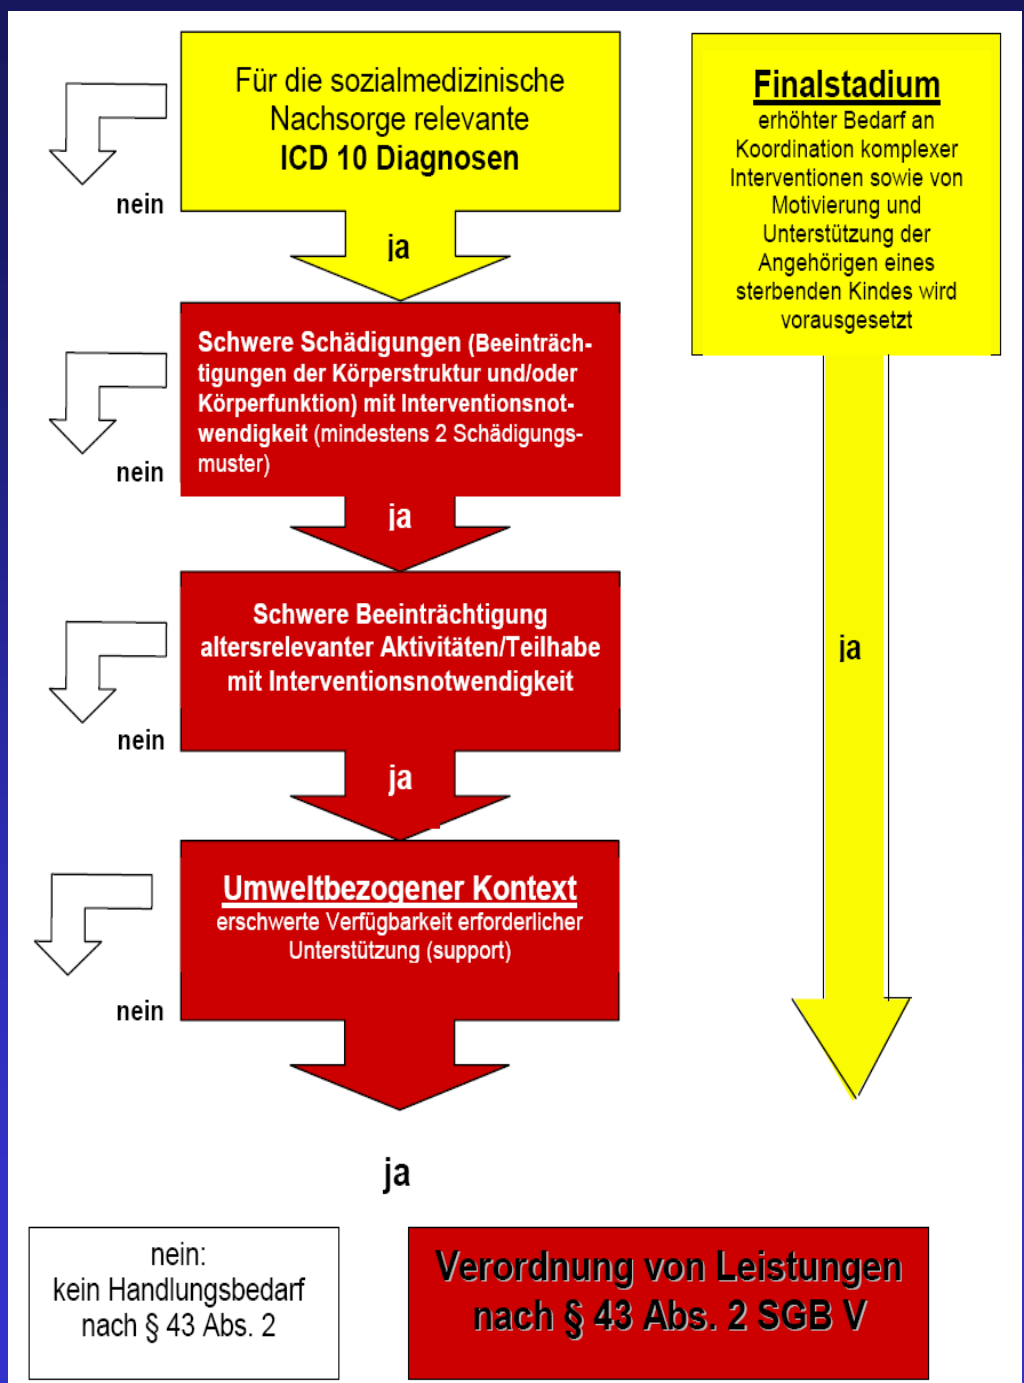 Für die sozialmedizinische
Nachsorge relevante
ICD 10 Diagnosen
nein
ja
Schwere Schädigungen (Beeinträch-
tigungen der Körperstruktur und/oder
Körperfunktion) mit Interventionsnot-
wendigkeit (mindestens 2 Schädigungs-
muster)
nein
ja
Schwere Beeinträchtigung
altersrelevanter Aktivitäten/Teilhabe
mit Interventionsnotwendigkeit
nein
ja
Umweltbezogener Kontext
erschwerte Verfügbarkeit erforderlicher
Unterstützung (support)
nein
ja
Finalstadium
erhöhter Bedarf an
Koordination komplexer
Interventionen sowie von
Motivierung und
Unterstützung der
Angehörigen eines
sterbenden Kindes wird
vorausgesetzt
ja
nein:
kein Handlungsbedarf
nach § 43 Abs. 2
Verordnung von Leistungen
nach § 43 Abs. 2 SGB V